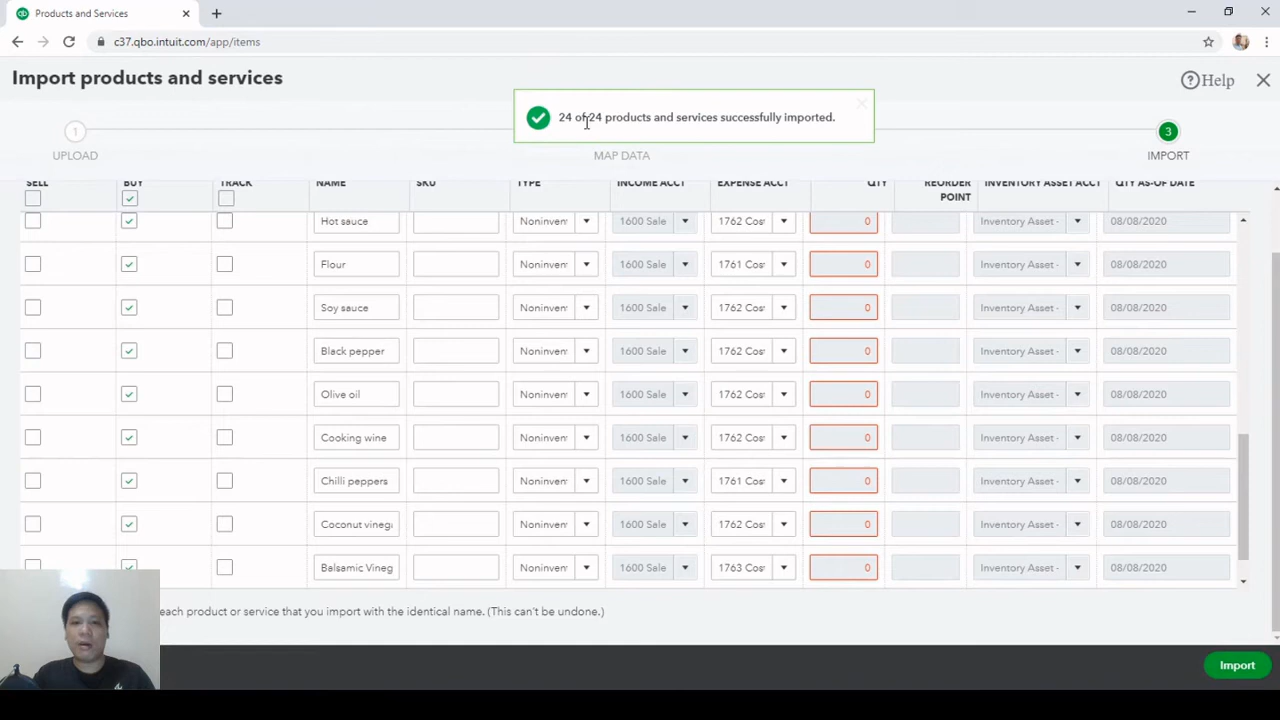 Products and Services
c37.qbo.intuit.com/app/items
Import products and services
Help
24 of 24 products and services successfully imported.
1
3
UPLOAD
MAP DATA
IMPORT
SELL BUY TRACK NAME SKU TYPE INCOME ACCT EXPENSE ACCT QTY REORDER POINT INVENTORY ASSET ACCT QTY AS-OF DATE
Hot sauce Noninven 1600 Sale 1762 Cos 0 Inventory Asset - 08/08/2020
Flour Noninven 1600 Sale 1761 Cos 0 Inventory Asset - 08/08/2020
Soy sauce Noninven 1600 Sale 1762 Cos 0 Inventory Asset - 08/08/2020
Black pepper Noninven 1600 Sale 1762 Cos 0 Inventory Asset - 08/08/2020
Olive oil Noninven 1600 Sale 1762 Cos 0 Inventory Asset - 08/08/2020
Cooking wine Noninven 1600 Sale 1762 Cos 0 Inventory Asset - 08/08/2020
Chilli peppers Noninven 1600 Sale 1761 Cos 0 Inventory Asset - 08/08/2020
Coconut vineg Noninven 1600 Sale 1762 Cos 0 Inventory Asset - 08/08/2020
Balsamic Vineg Noninven 1600 Sale 1763 Cos 0 Inventory Asset - 08/08/2020
each product or service that you import with the identical name. (This can't be undone.)
Import